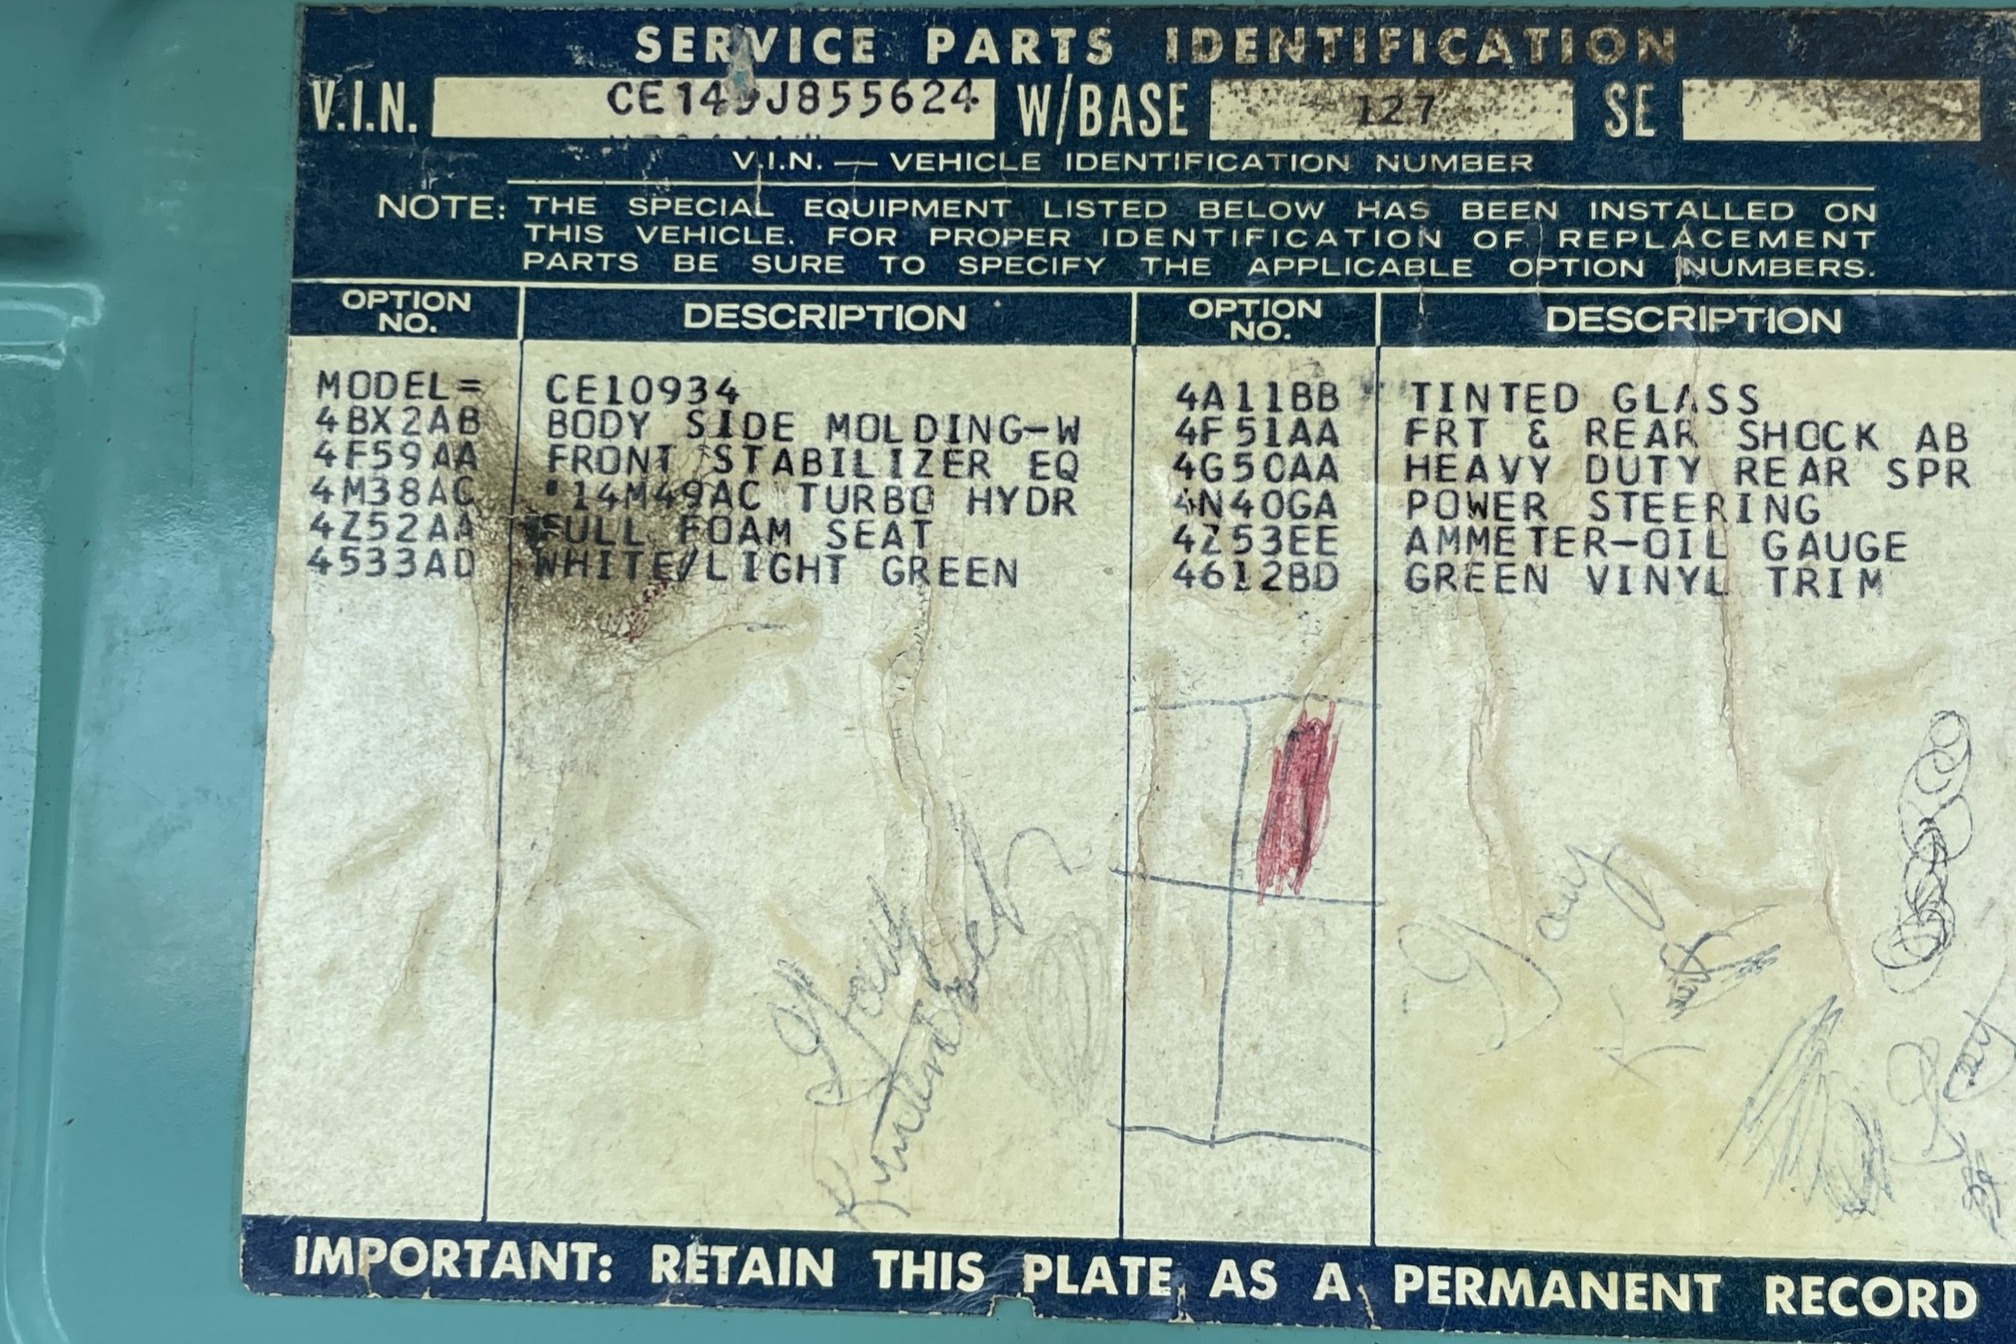 SERVICE PARTS IDENTIFICATION
V.I.N. CE149J855624 W/BASE 127 SE
V.I.N. — VEHICLE IDENTIFICATION NUMBER
NOTE: THE SPECIAL EQUIPMENT LISTED BELOW HAS BEEN INSTALLED ON
THIS VEHICLE. FOR PROPER IDENTIFICATION OF REPLACEMENT
PARTS BE SURE TO SPECIFY THE APPLICABLE OPTION NUMBERS.
OPTION NO. DESCRIPTION OPTION NO. DESCRIPTION
MODEL= CE10934 4A11BB TINTED GLASS
4BX2AB BODY SIDE MOLDING-W 4F51AA FRT & REAR SHOCK AB
4F59AA FRONT STABILIZER EQ 4G50AA HEAVY DUTY REAR SPR
4M38AC 14M49AC TURBO HYDR 4N40GA POWER STEERING
4Z52AA FULL FOAM SEAT 4Z53EE AMMETER-OIL GAUGE
4533AD WHITE/LIGHT GREEN 4612BD GREEN VINYL TRIM
Gary
Gary
K
IMPORTANT: RETAIN THIS PLATE AS A PERMANENT RECORD